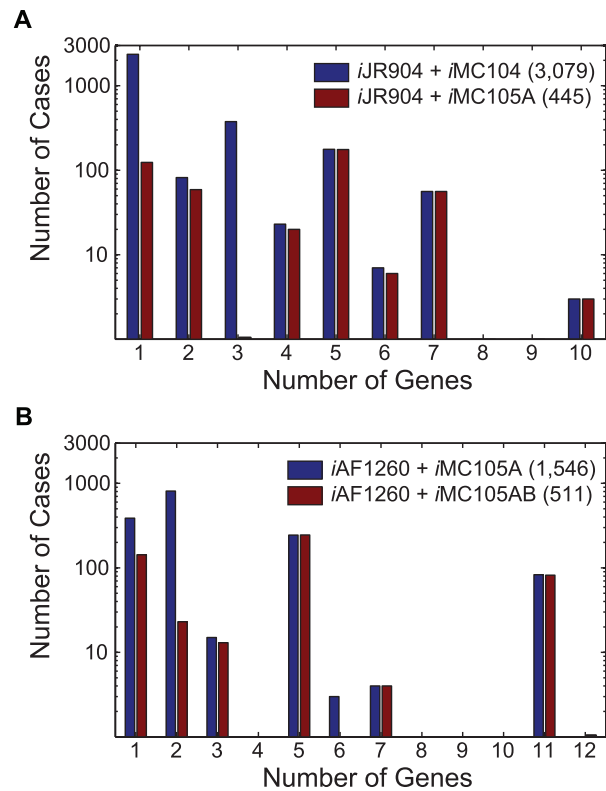 A
3000
1000
100
10
Number of Cases
iJR904 + iMC104 (3,079)
iJR904 + iMC105A (445)
1 2 3 4 5 6 7 8 9 10
Number of Genes
B
3000
1000
100
10
Number of Cases
iAF1260 + iMC105A (1,546)
iAF1260 + iMC105AB (511)
1 2 3 4 5 6 7 8 9 10 11 12
Number of Genes